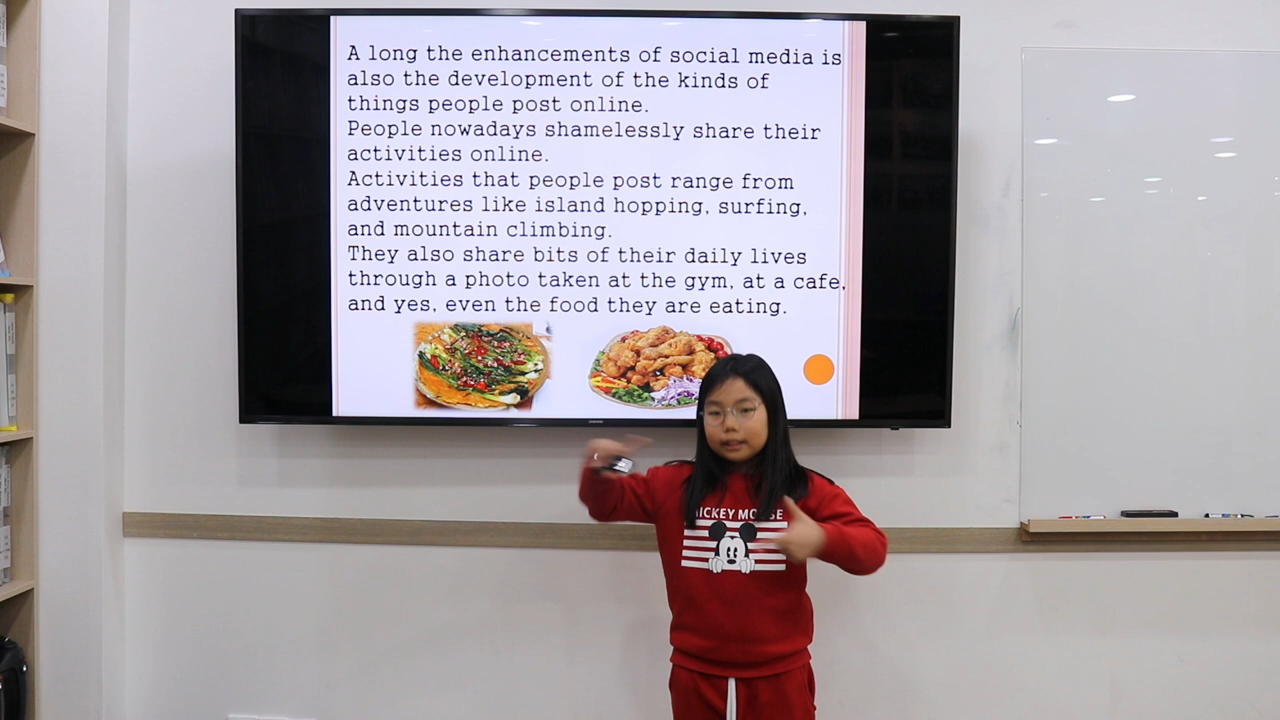 A long the enhancements of social media is
also the development of the kinds of
things people post online.
People nowadays shamelessly share their
activities online.
Activities that people post range from
adventures like island hopping, surfing,
and mountain climbing.
They also share bits of their daily lives
through a photo taken at the gym, at a cafe,
and yes, even the food they are eating.
MICKEY